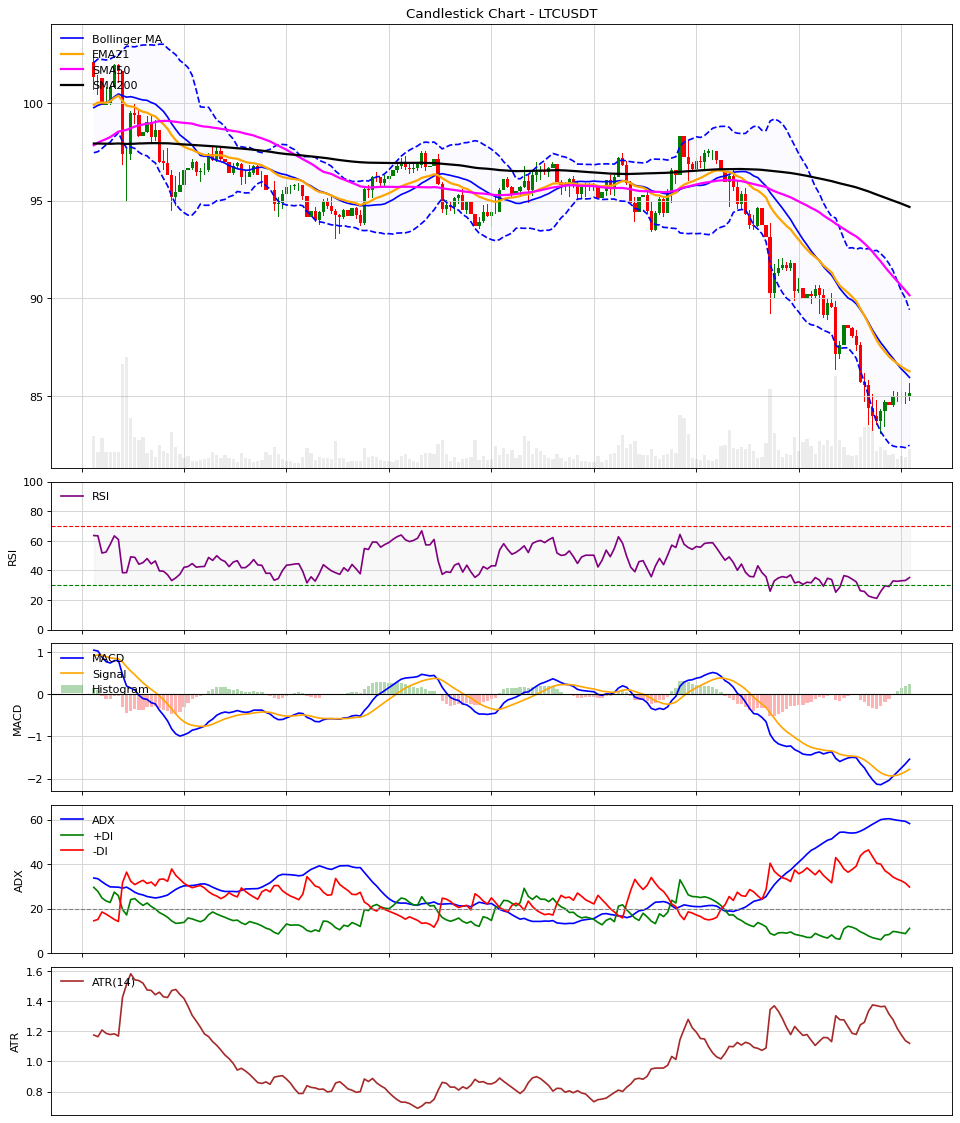 Candlestick Chart - LTCUSDT
Bollinger MA
EMA21
SMA50
SMA200
100
95
90
85
RSI
100
80
60
40
20
0
RSI
MACD
Signal
Histogram
1
0
−1
−2
MACD
ADX
+DI
-DI
60
40
20
0
ADX
ATR(14)
1.6
1.4
1.2
1.0
0.8
ATR